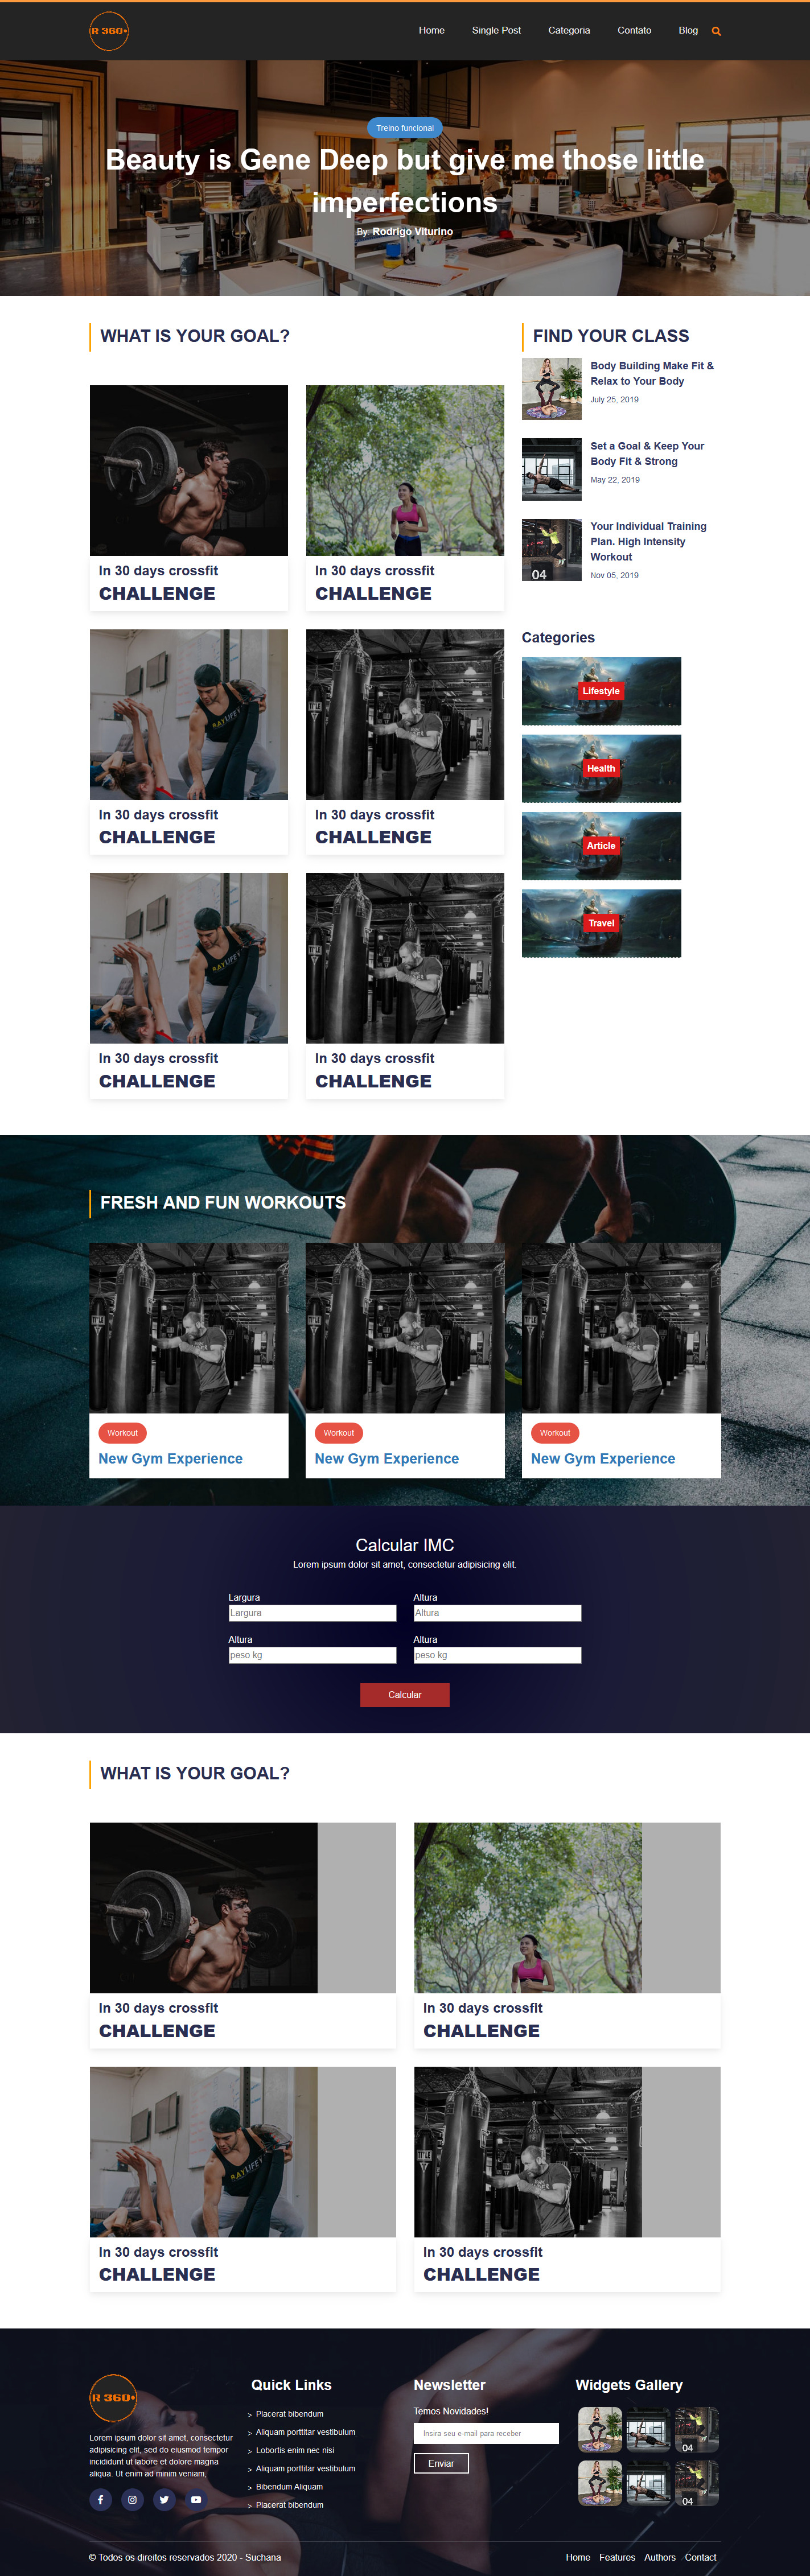 R 360
Home Single Post Categoria Contato Blog
Treino funcional
Beauty is Gene Deep but give me those little
imperfections
By: Rodrigo Viturino
WHAT IS YOUR GOAL?
In 30 days crossfit
CHALLENGE
In 30 days crossfit
CHALLENGE
In 30 days crossfit
CHALLENGE
In 30 days crossfit
CHALLENGE
In 30 days crossfit
CHALLENGE
In 30 days crossfit
CHALLENGE
FIND YOUR CLASS
Body Building Make Fit &
Relax to Your Body
July 25, 2019
Set a Goal & Keep Your
Body Fit & Strong
May 22, 2019
04
Your Individual Training
Plan. High Intensity
Workout
Nov 05, 2019
Categories
Lifestyle
Health
Article
Travel
FRESH AND FUN WORKOUTS
Workout
New Gym Experience
Workout
New Gym Experience
Workout
New Gym Experience
Calcular IMC
Lorem ipsum dolor sit amet, consectetur adipisicing elit.
Largura
Largura
Altura
Altura
Altura
peso kg
Altura
peso kg
Calcular
WHAT IS YOUR GOAL?
In 30 days crossfit
CHALLENGE
In 30 days crossfit
CHALLENGE
In 30 days crossfit
CHALLENGE
In 30 days crossfit
CHALLENGE
R 360
Lorem ipsum dolor sit amet, consectetur
adipisicing elit, sed do eiusmod tempor
incididunt ut labore et dolore magna
aliqua. Ut enim ad minim veniam,
Quick Links
> Placerat bibendum
> Aliquam porttitar vestibulum
> Lobortis enim nec nisi
> Aliquam porttitar vestibulum
> Bibendum Aliquam
> Placerat bibendum
Newsletter
Temos Novidades!
Insira seu e-mail para receber
Enviar
Widgets Gallery
04
04
© Todos os direitos reservados 2020 - Suchana
Home Features Authors Contact